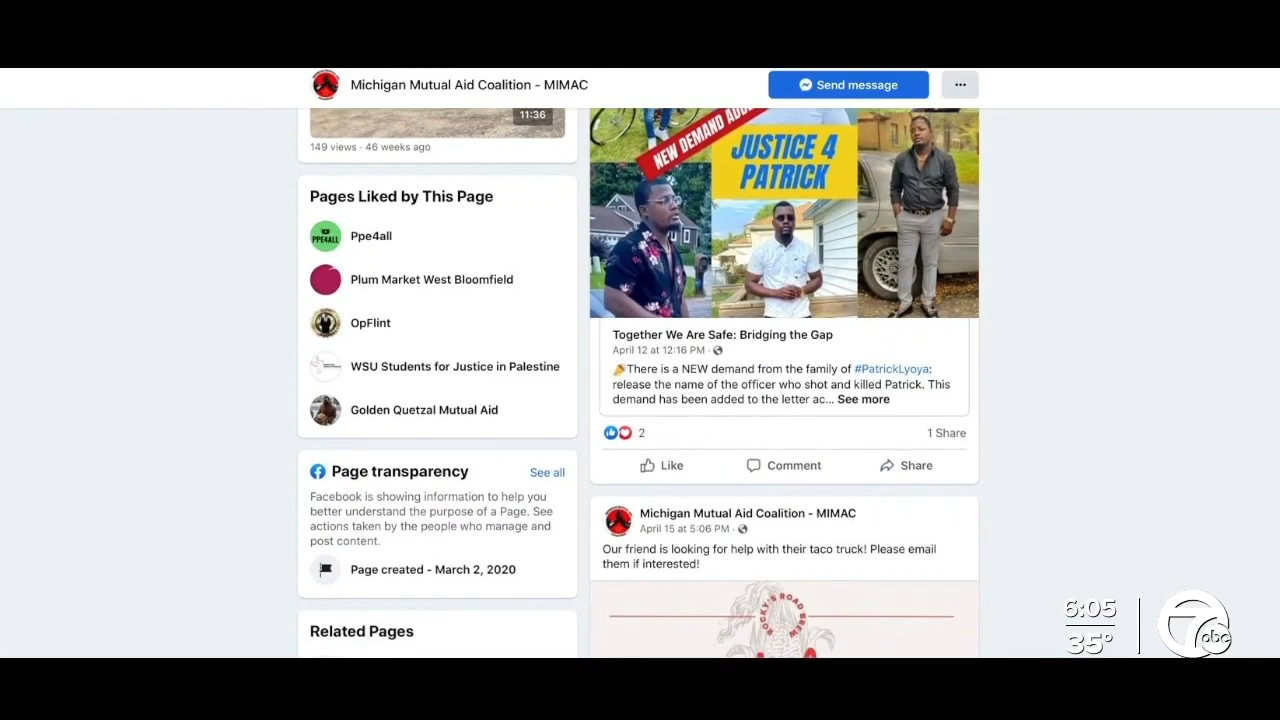 Michigan Mutual Aid Coalition - MIMAC
Send message
11:36
149 views · 46 weeks ago
Pages Liked by This Page
PPE4ALL
Ppe4all
Plum Market West Bloomfield
OpFlint
WSU Students for Justice in Palestine
Golden Quetzal Mutual Aid
Page transparency
See all
Facebook is showing information to help you
better understand the purpose of a Page. See
actions taken by the people who manage and
post content.
Page created - March 2, 2020
Related Pages
NEW DEMAND ADDED
JUSTICE 4
PATRICK
Together We Are Safe: Bridging the Gap
April 12 at 12:16 PM ·
There is a NEW demand from the family of #PatrickLyoya:
release the name of the officer who shot and killed Patrick. This
demand has been added to the letter ac... See more
2
1 Share
Like
Comment
Share
Michigan Mutual Aid Coalition - MIMAC
April 15 at 5:06 PM ·
Our friend is looking for help with their taco truck! Please email
them if interested!
ROCKY'S ROAD BREW
6:05
35°
7 abc